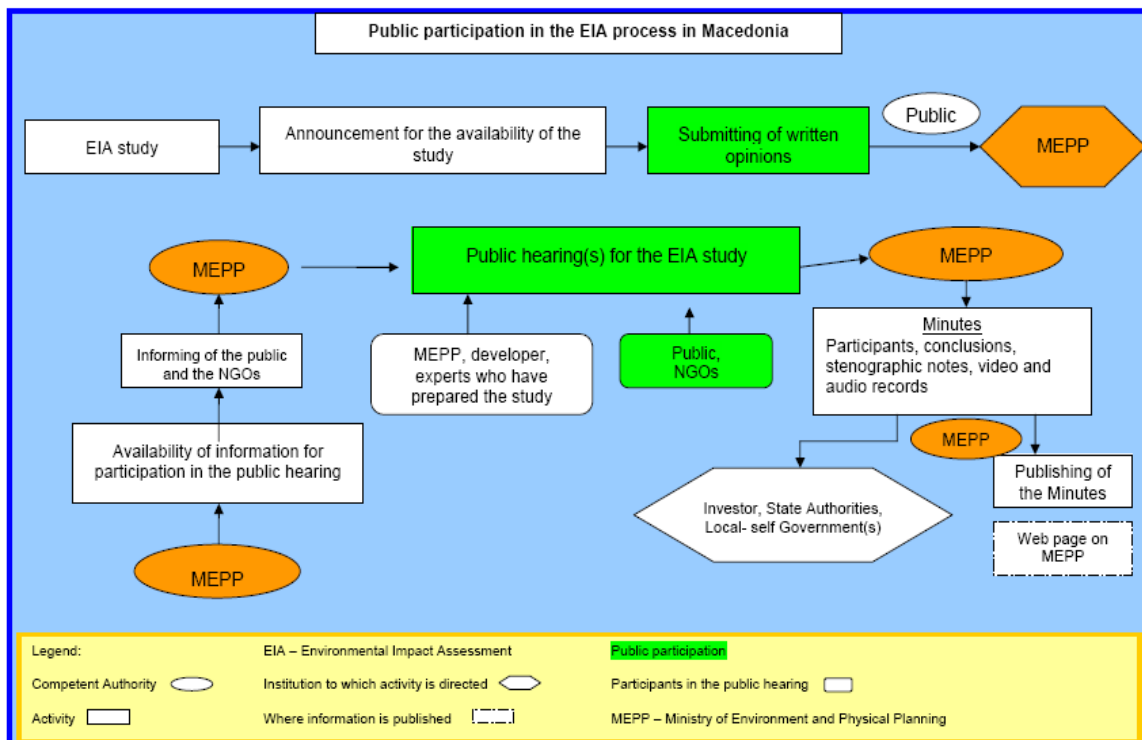 Public participation in the EIA process in Macedonia
EIA study
Announcement for the availability of the
study
Submitting of written
opinions
Public
MEPP
MEPP
Public hearing(s) for the EIA study
MEPP
Informing of the public
and the NGOs
MEPP, developer,
experts who have
prepared the study
Public,
NGOs
Minutes
Participants, conclusions,
stenographic notes, video and
audio records
Availability of information for
participation in the public hearing
MEPP
Publishing of
the Minutes
Investor, State Authorities,
Local- self Government(s)
Web page on
MEPP
MEPP
Legend:
EIA – Environmental Impact Assessment
Public participation
Competent Authority
Institution to which activity is directed
Participants in the public hearing
Activity
Where information is published
MEPP – Ministry of Environment and Physical Planning